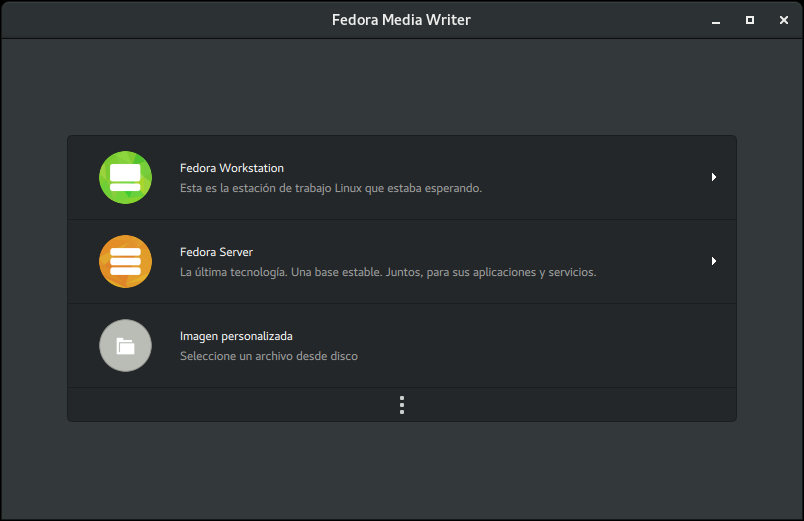 Fedora Media Writer
Fedora Workstation
Esta es la estación de trabajo Linux que estaba esperando.
Fedora Server
La última tecnología. Una base estable. Juntos, para sus aplicaciones y servicios.
Imagen personalizada
Seleccione un archivo desde disco